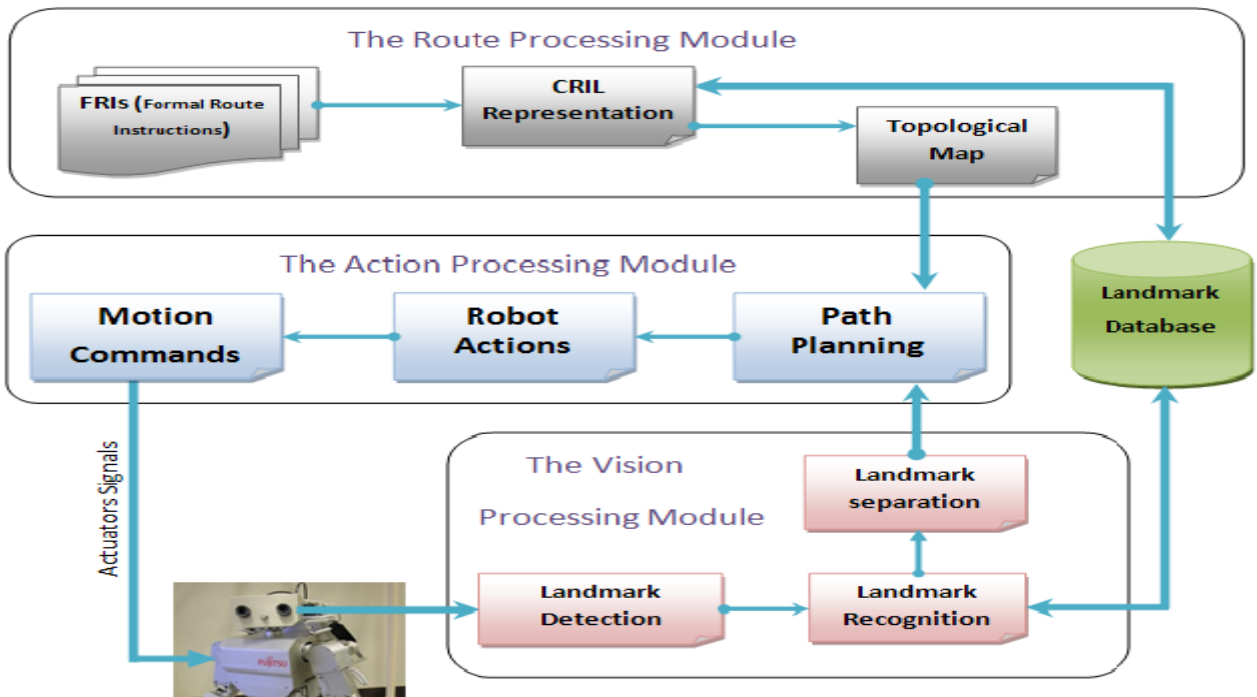 The Route Processing Module
FRIs (Formal Route
Instructions)
CRIL
Representation
Topological
Map
The Action Processing Module
Motion
Commands
Robot
Actions
Path
Planning
Landmark
Database
Actuators Signals
The Vision
Processing Module
Landmark
separation
Landmark
Detection
Landmark
Recognition
FUJITSU